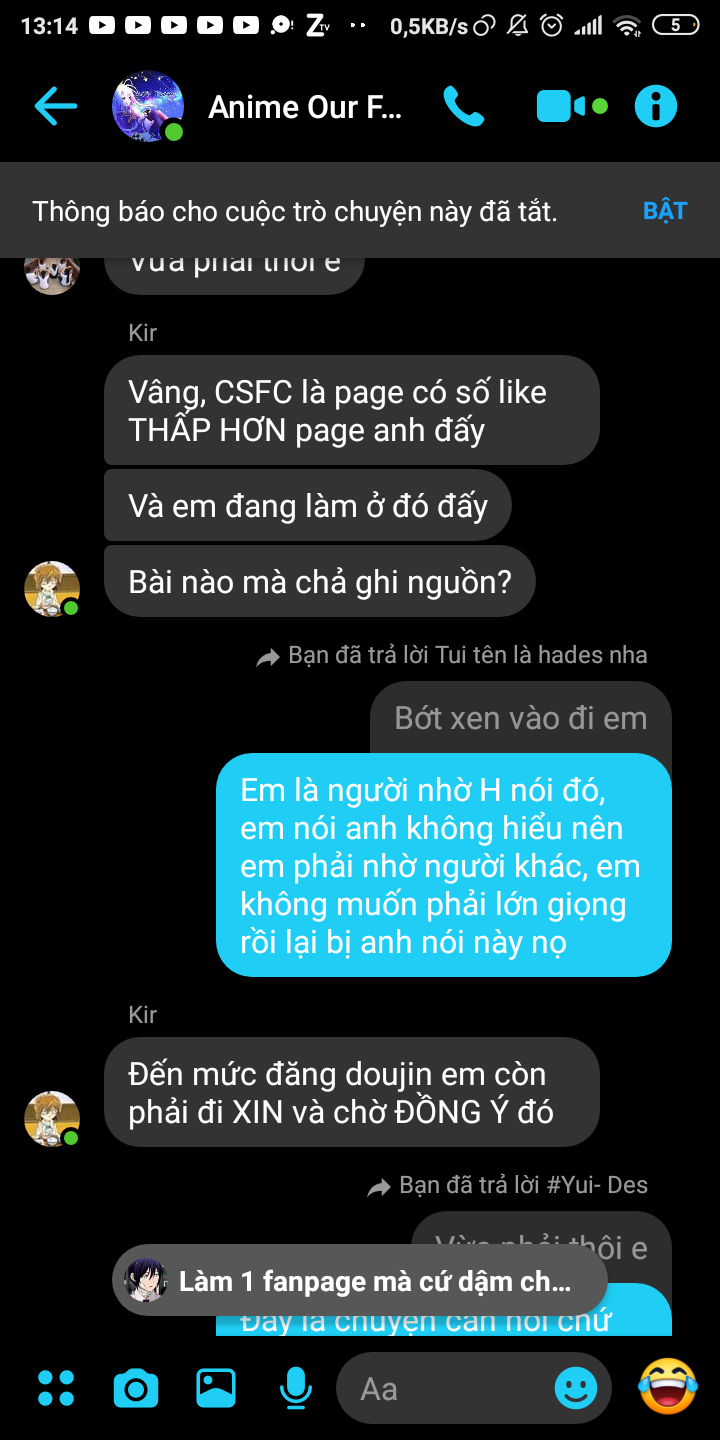 13:14
0,5KB/s
5
Anime Our F...
Thông báo cho cuộc trò chuyện này đã tắt.
BẬT
Vừa phải thôi e
Kir
Vâng, CSFC là page có số like
THẤP HƠN page anh đấy
Và em đang làm ở đó đấy
Bài nào mà chả ghi nguồn?
Bạn đã trả lời Tui tên là hades nha
Bớt xen vào đi em
Em là người nhờ H nói đó,
em nói anh không hiểu nên
em phải nhờ người khác, em
không muốn phải lớn giọng
rồi lại bị anh nói này nọ
Kir
Đến mức đăng doujin em còn
phải đi XIN và chờ ĐỒNG Ý đó
Bạn đã trả lời #Yui- Des
Vừa phải thôi e
Làm 1 fanpage mà cứ dậm ch...
Đây là chuyện cần nói chứ
Aa